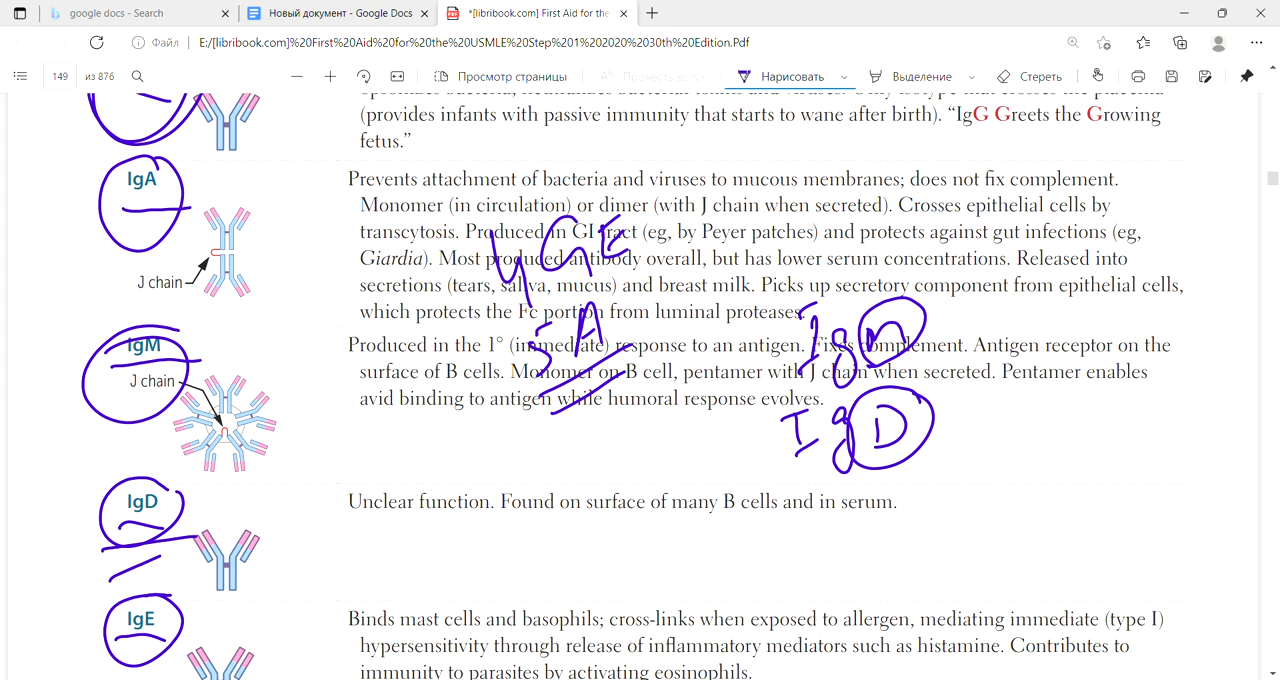 google docs - Search
Новый документ - Google Docs
*[libribook.com] First Aid for the
Файл
E:/[libribook.com]%20First%20Aid%20for%20the%20USMLE%20Step%201%202020%2030th%20Edition.Pdf
149
из 876
Просмотр страницы
Прочесть вслух
Нарисовать
Выделение
Стереть
(provides infants with passive immunity that starts to wane after birth). “IgG Greets the Growing
fetus.”
IgA
J chain
Prevents attachment of bacteria and viruses to mucous membranes; does not fix complement.
Monomer (in circulation) or dimer (with J chain when secreted). Crosses epithelial cells by
transcytosis. Produced in GI tract (eg, by Peyer patches) and protects against gut infections (eg,
Giardia). Most produced antibody overall, but has lower serum concentrations. Released into
secretions (tears, saliva, mucus) and breast milk. Picks up secretory component from epithelial cells,
which protects the Fc portion from luminal proteases.
IgM
J chain
Produced in the 1° (immediate) response to an antigen. Fixes complement. Antigen receptor on the
surface of B cells. Monomer on B cell, pentamer with J chain when secreted. Pentamer enables
avid binding to antigen while humoral response evolves.
GE
A
Ig M
Ig D
IgD
Unclear function. Found on surface of many B cells and in serum.
IgE
Binds mast cells and basophils; cross-links when exposed to allergen, mediating immediate (type I)
hypersensitivity through release of inflammatory mediators such as histamine. Contributes to
immunity to parasites by activating eosinophils.